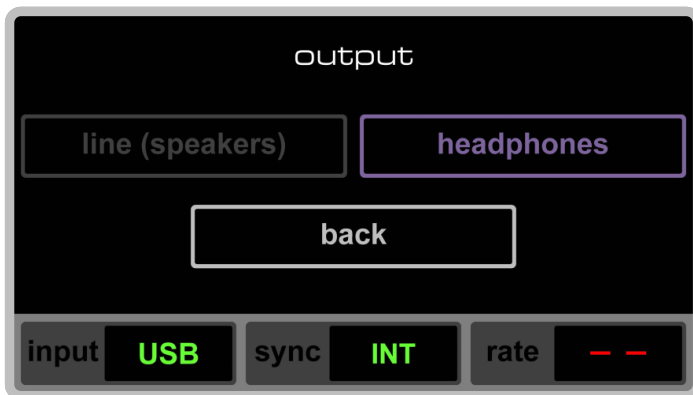 output
line (speakers)
headphones
back
input USB sync INT rate – –